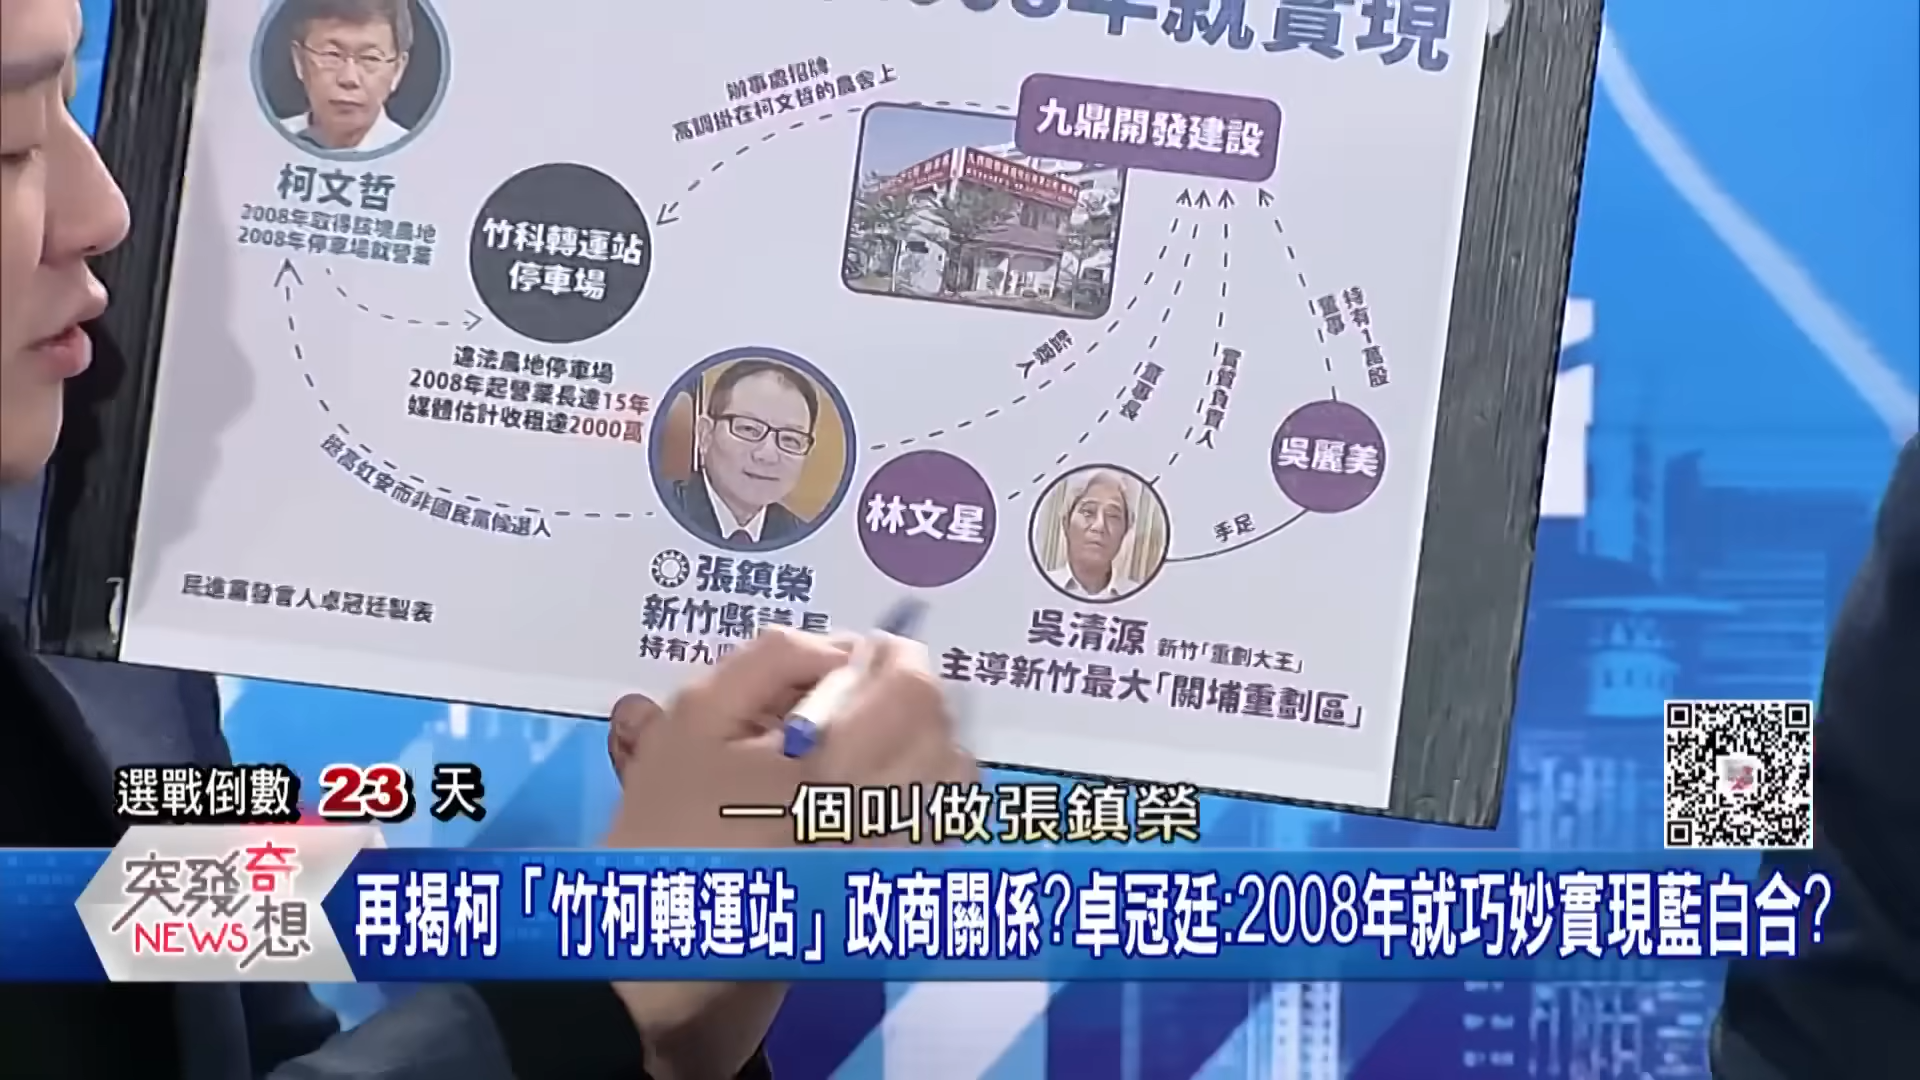 2008年就實現
辦事處招牌
高調掛在柯文哲的農舍上
九鼎開發建設
柯文哲
2008年取得該塊農地
2008年停車場就營業
竹科轉運站
停車場
違法農地停車場
2008年起營業長達15年
媒體估計收租達2000萬
挺高虹安而非國民黨候選人
董事長
實質負責人
董事
持有1萬股
吳麗美
手足
林文星
張鎮榮
新竹縣議長
持有九
吳清源 新竹「重劃大王」
主導新竹最大「關埔重劃區」
民進黨發言人卓冠廷製表
選戰倒數 23 天
一個叫做張鎮榮
突發奇想
NEWS
再揭柯「竹柯轉運站」政商關係?卓冠廷:2008年就巧妙實現藍白合?